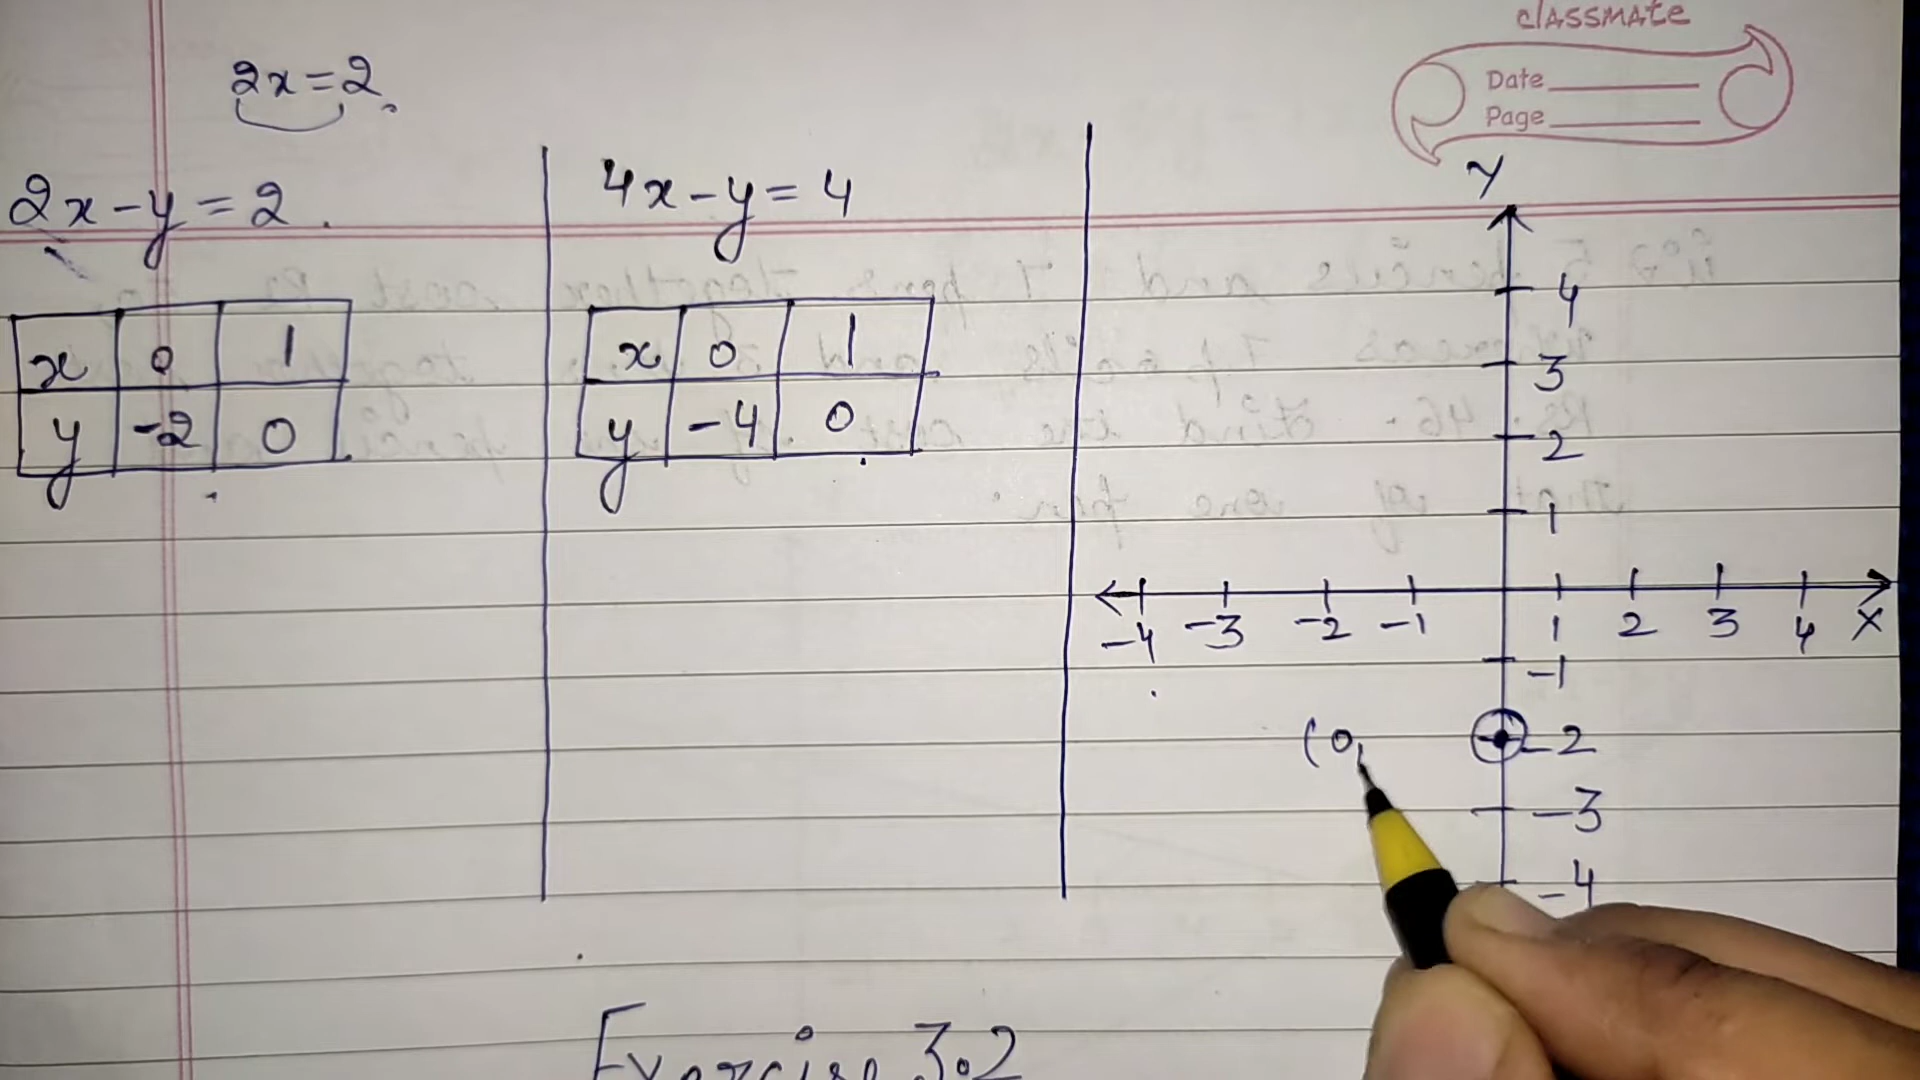 classmate
Date
Page
2x=2
2x-y=2
4x-y=4
x 0 1
y -2 0
x 0 1
y -4 0
Y
4
3
2
1
-4 -3 -2 -1 1 2 3 4 X
-1
(0, -2
-3
-4
Exercise 3.2